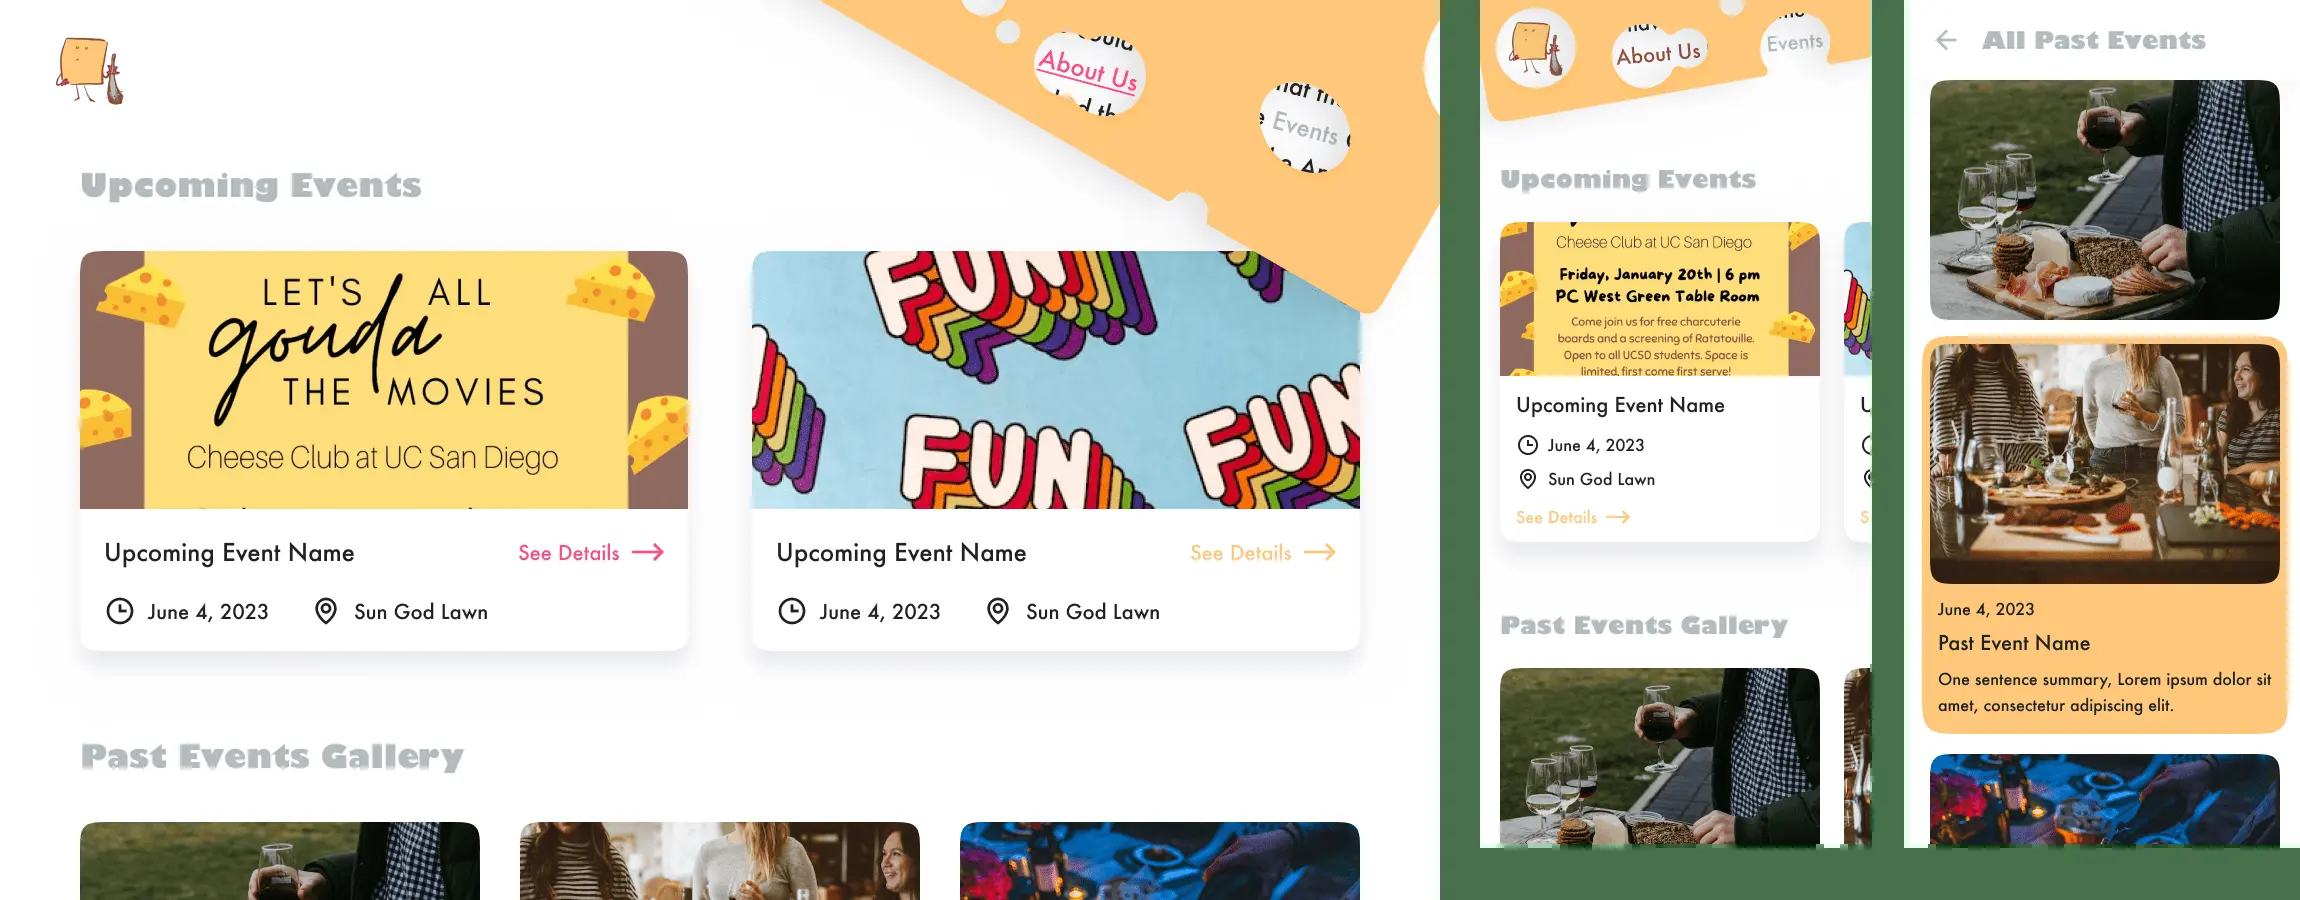 About Us
Events
Upcoming Events
LET'S ALL
gouda
THE MOVIES
Cheese Club at UC San Diego
FUN
FUN
FUN
Upcoming Event Name
See Details
June 4, 2023
Sun God Lawn
Upcoming Event Name
See Details
June 4, 2023
Sun God Lawn
Past Events Gallery
About Us
Events
Upcoming Events
Cheese Club at UC San Diego
Friday, January 20th | 6 pm
PC West Green Table Room
Come join us for free charcuterie
boards and a screening of Ratatouille.
Open to all UCSD students. Space is
limited, first come first serve!
Upcoming Event Name
June 4, 2023
Sun God Lawn
See Details
Past Events Gallery
All Past Events
June 4, 2023
Past Event Name
One sentence summary, Lorem ipsum dolor sit
amet, consectetur adipiscing elit.